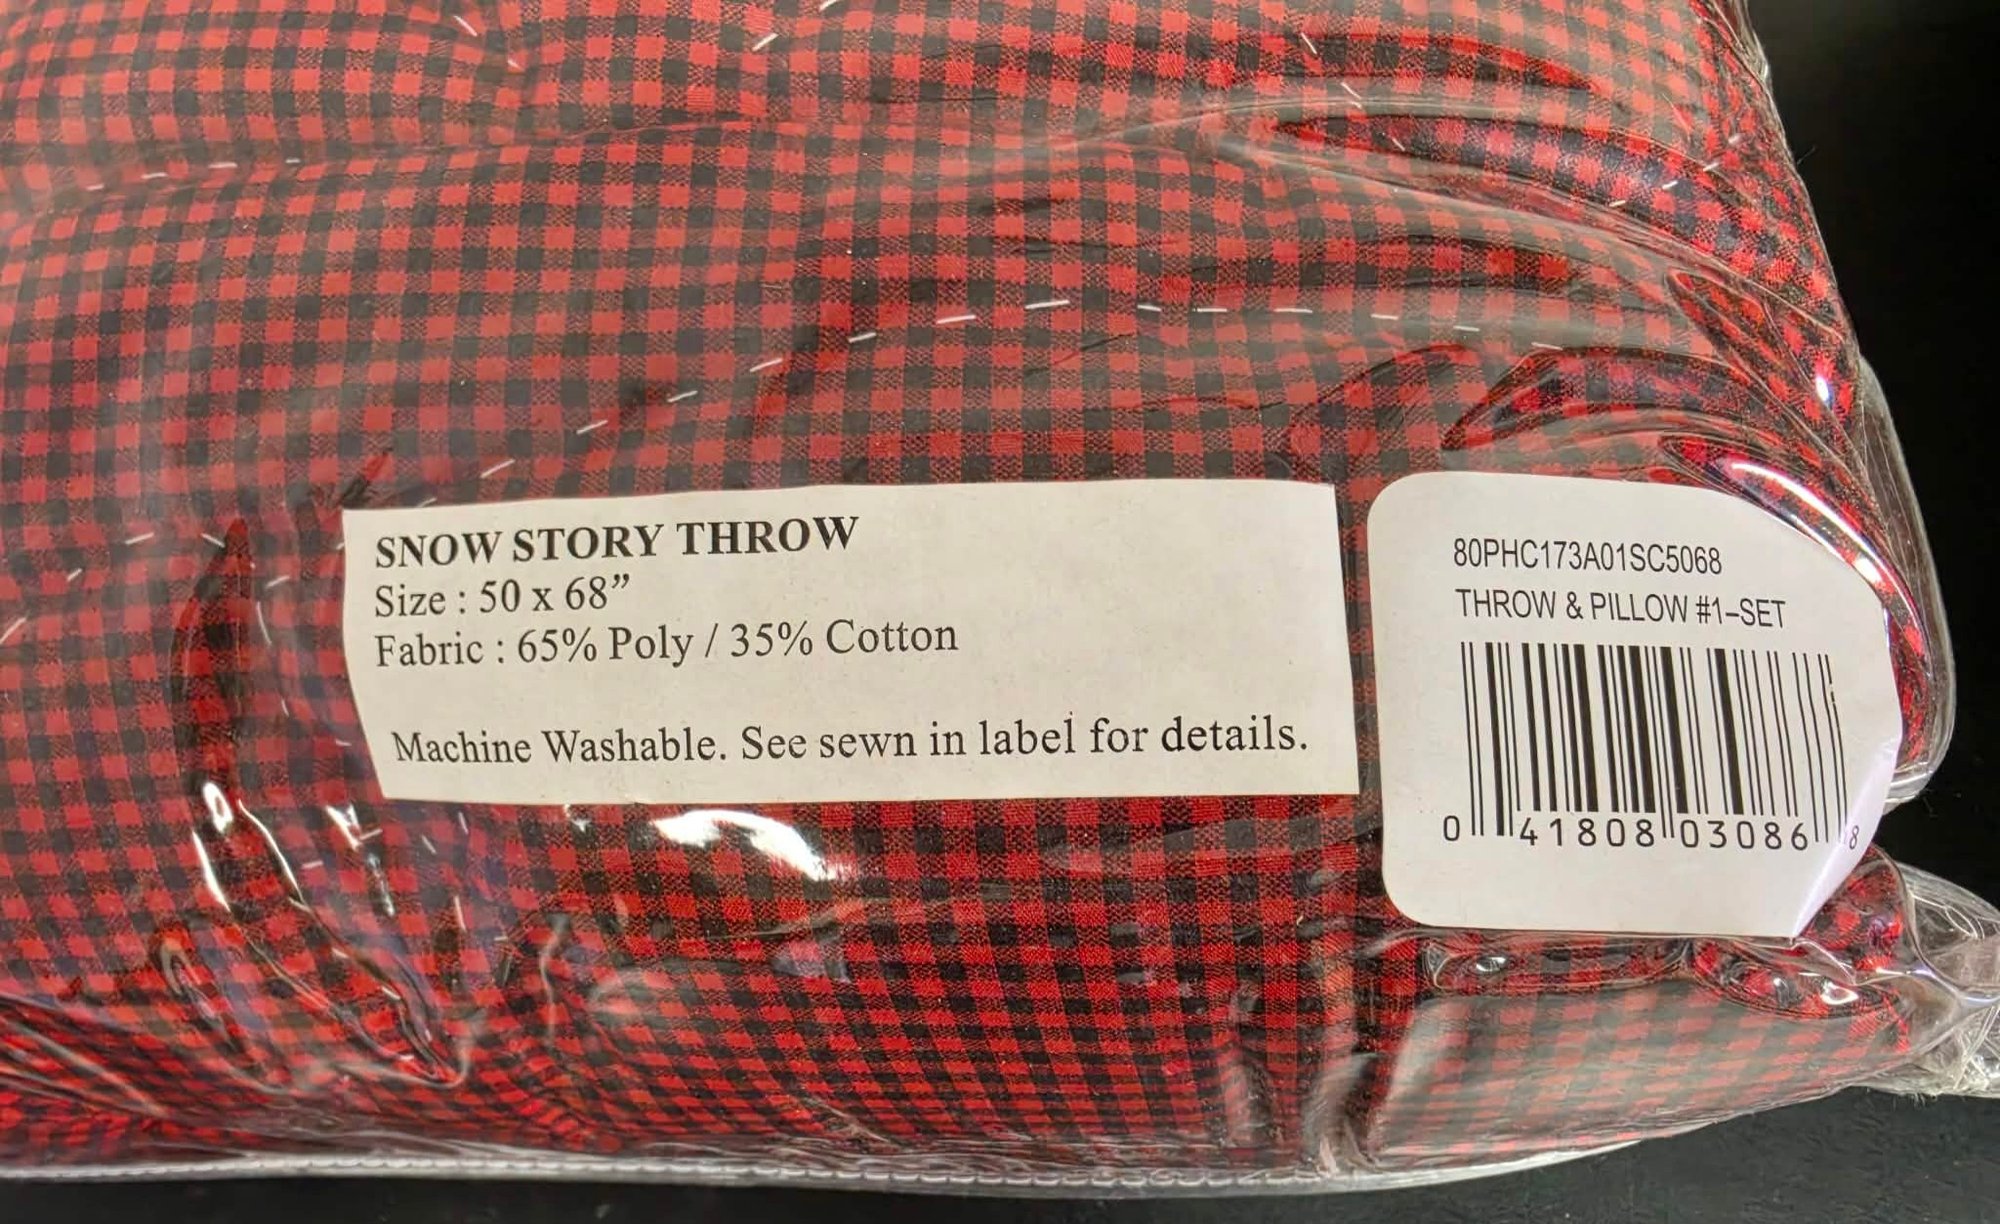 SNOW STORY THROW
Size : 50 x 68”
Fabric : 65% Poly / 35% Cotton
Machine Washable. See sewn in label for details.
80PHC173A01SC5068
THROW & PILLOW #1–SET
0 41808 03086 8